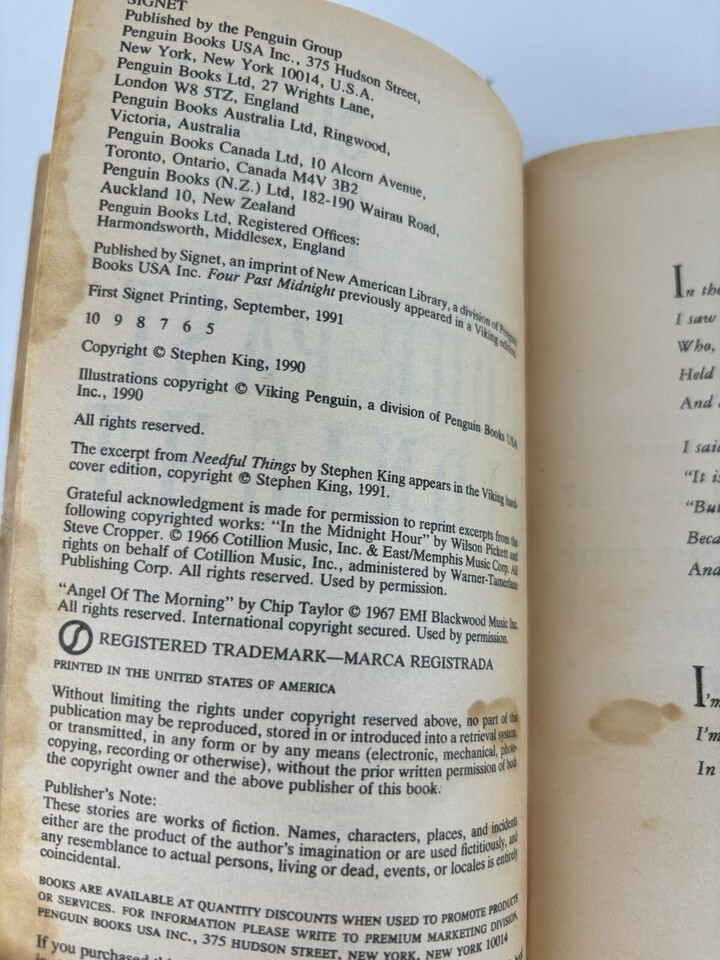 SIGNET
Published by the Penguin Group
Penguin Books USA Inc., 375 Hudson Street,
New York, New York 10014, U.S.A.
Penguin Books Ltd, 27 Wrights Lane,
London W8 5TZ, England
Penguin Books Australia Ltd, Ringwood,
Victoria, Australia
Penguin Books Canada Ltd, 10 Alcorn Avenue,
Toronto, Ontario, Canada M4V 3B2
Penguin Books (N.Z.) Ltd, 182-190 Wairau Road,
Auckland 10, New Zealand
Penguin Books Ltd, Registered Offices:
Harmondsworth, Middlesex, England
Published by Signet, an imprint of New American Library, a division of Penguin
Books USA Inc. Four Past Midnight previously appeared in a Viking edition.
First Signet Printing, September, 1991
10 9 8 7 6 5
Copyright © Stephen King, 1990
Illustrations copyright © Viking Penguin, a division of Penguin Books USA
Inc., 1990
All rights reserved.
The excerpt from Needful Things by Stephen King appears in the Viking hard-
cover edition, copyright © Stephen King, 1991.
Grateful acknowledgment is made for permission to reprint excerpts from the
following copyrighted works: "In the Midnight Hour" by Wilson Pickett and
Steve Cropper. © 1966 Cotillion Music, Inc. & East/Memphis Music Corp. All
rights on behalf of Cotillion Music, Inc., administered by Warner-Tamerlane
Publishing Corp. All rights reserved. Used by permission.
"Angel Of The Morning" by Chip Taylor © 1967 EMI Blackwood Music Inc.
All rights reserved. International copyright secured. Used by permission.
REGISTERED TRADEMARK—MARCA REGISTRADA
PRINTED IN THE UNITED STATES OF AMERICA
Without limiting the rights under copyright reserved above, no part of this
publication may be reproduced, stored in or introduced into a retrieval system,
or transmitted, in any form or by any means (electronic, mechanical, photo-
copying, recording or otherwise), without the prior written permission of both
the copyright owner and the above publisher of this book.
Publisher's Note:
These stories are works of fiction. Names, characters, places, and incidents
either are the product of the author's imagination or are used fictitiously, and
any resemblance to actual persons, living or dead, events, or locales is entirely
coincidental.
BOOKS ARE AVAILABLE AT QUANTITY DISCOUNTS WHEN USED TO PROMOTE PRODUCTS
OR SERVICES. FOR INFORMATION PLEASE WRITE TO PREMIUM MARKETING DIVISION,
PENGUIN BOOKS USA INC., 375 HUDSON STREET, NEW YORK, NEW YORK 10014
If you purchased
In the
I saw
Who,
Held
And
I said
"It is
"But
Beca
And
I'm
I'm
In